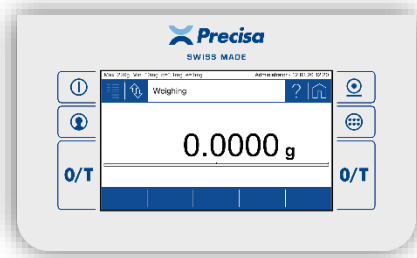 Precisa
SWISS MADE
Weighing
?
0.0000 g
0/T
0/T